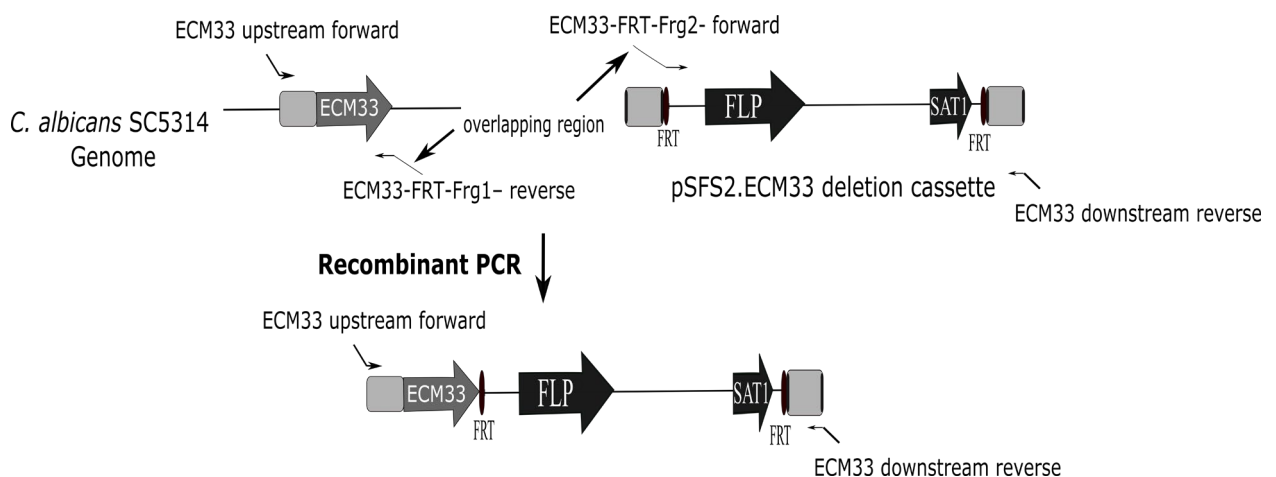 ECM33 upstream forward
ECM33-FRT-Frg2- forward
C. albicans SC5314
Genome
ECM33
overlapping region
FLP
SAT1
FRT
FRT
ECM33-FRT-Frg1– reverse
pSFS2.ECM33 deletion cassette
ECM33 downstream reverse
Recombinant PCR
ECM33 upstream forward
ECM33
FLP
SAT1
FRT
FRT
ECM33 downstream reverse